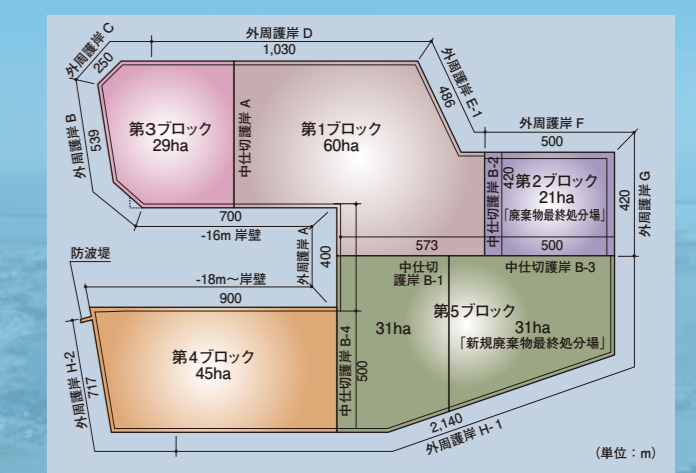 外周護岸 C
250
外周護岸 D
1,030
外周護岸 E-1
486
外周護岸 F
500
外周護岸 B
539
第3ブロック
29ha
中仕切護岸 A
第1ブロック
60ha
中仕切護岸 B-2
420
第2ブロック
21ha
「廃棄物最終処分場」
420
外周護岸 G
700
-16m 岸壁
外周護岸 A
400
573
500
防波堤
-18m～岸壁
900
中仕切
護岸 B-1
中仕切護岸 B-3
第5ブロック
31ha
31ha
「新規廃棄物最終処分場」
第4ブロック
45ha
中仕切護岸 B-4
500
外周護岸 H-2
717
2,140
外周護岸 H-1
（単位：m）